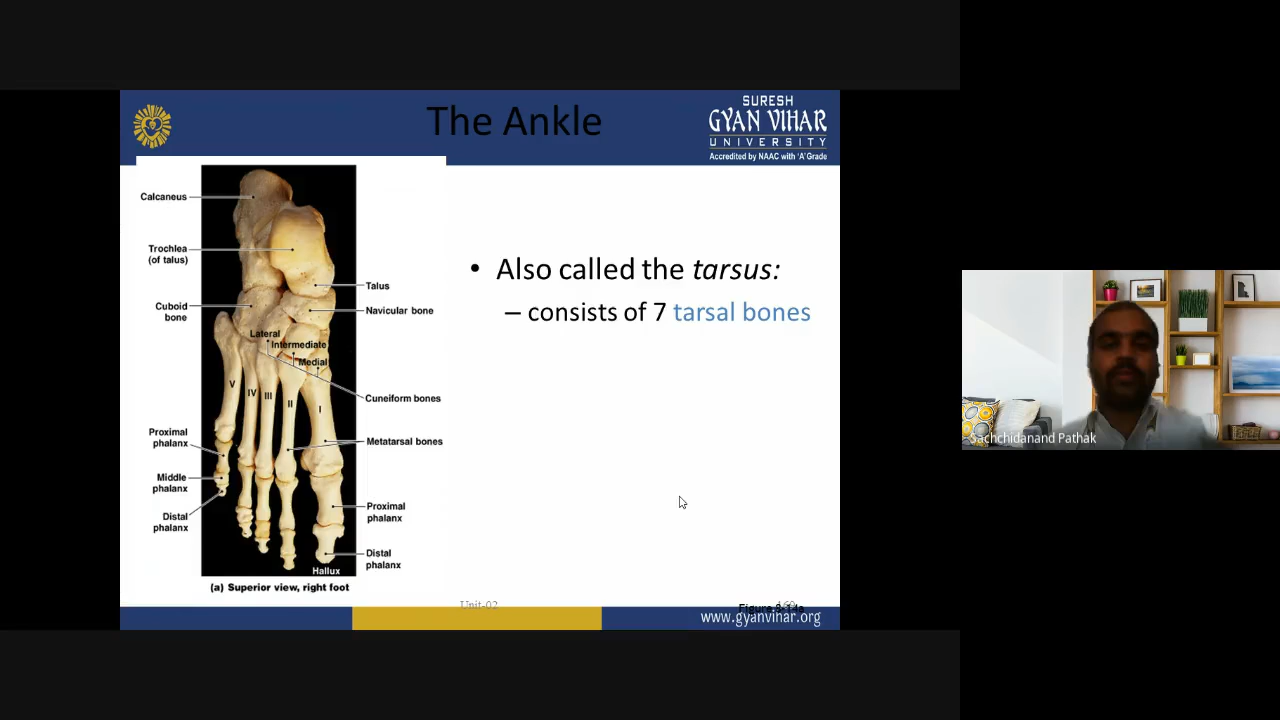 The Ankle
SURESH
GYAN VIHAR
UNIVERSITY
Accredited by NAAC with 'A' Grade
Calcaneus
Trochlea
(of talus)
Cuboid
bone
Talus
Navicular bone
Lateral
Intermediate
Medial
Cuneiform bones
V
IV
III
II
I
Metatarsal bones
Proximal
phalanx
Middle
phalanx
Distal
phalanx
Proximal
phalanx
Distal
phalanx
Hallux
(a) Superior view, right foot
• Also called the tarsus:
– consists of 7 tarsal bones
Unit-02
www.gyanvihar.org
Sachchidanand Pathak